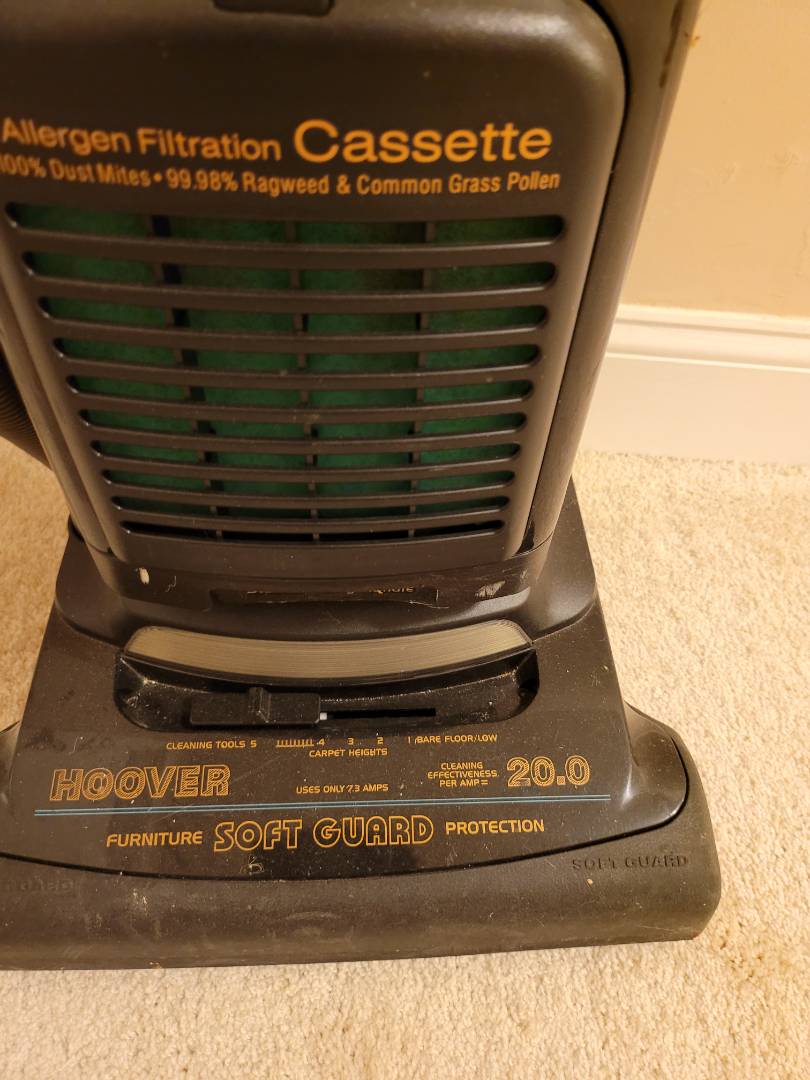 Allergen Filtration Cassette
100% Dust Mites • 99.98% Ragweed & Common Grass Pollen
CLEANING TOOLS 5 4 3 2 1 BARE FLOOR/LOW
CARPET HEIGHTS
HOOVER
USES ONLY 7.3 AMPS
CLEANING
EFFECTIVENESS
PER AMP =
20.0
FURNITURE SOFT GUARD PROTECTION
SOFT GUARD
GUARD